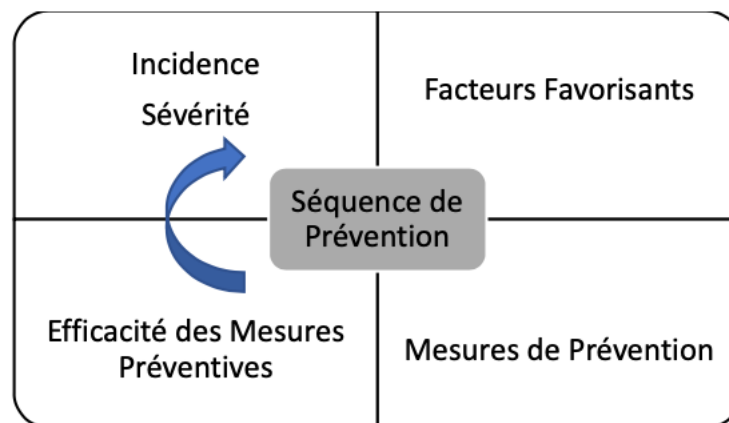 Incidence
Sévérité
Facteurs Favorisants
Séquence de
Prévention
Efficacité des Mesures
Préventives
Mesures de Prévention